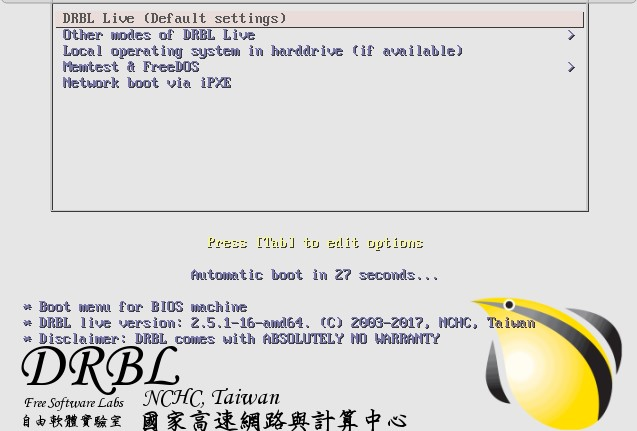 DRBL Live (Default settings)
Other modes of DRBL Live >
Local operating system in harddrive (if available)
Memtest & FreeDOS >
Network boot via iPXE
Press [Tab] to edit options
Automatic boot in 27 seconds...
* Boot menu for BIOS machine
* DRBL live version: 2.5.1-16-amd64. (C) 2003-2017, NCHC, Taiwan
* Disclaimer: DRBL comes with ABSOLUTELY NO WARRANTY
DRBL
Free Software Labs
NCHC, Taiwan
自由軟體實驗室
國家高速網路與計算中心